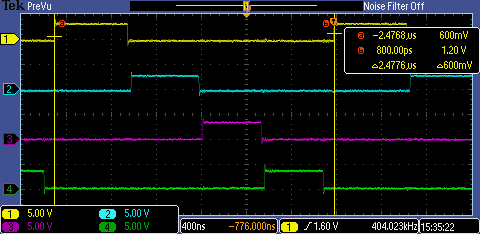 Tek PreVu Noise Filter Off
a −2.4768μs 600mV
b 800.00ps 1.20 V
△2.4776μs △600mV
1
2
3
4
1 5.00 V 2 5.00 V
3 5.00 V 4 5.00 V
400ns −776.000ns
1 1.60 V 404.023kHz 15:35:22